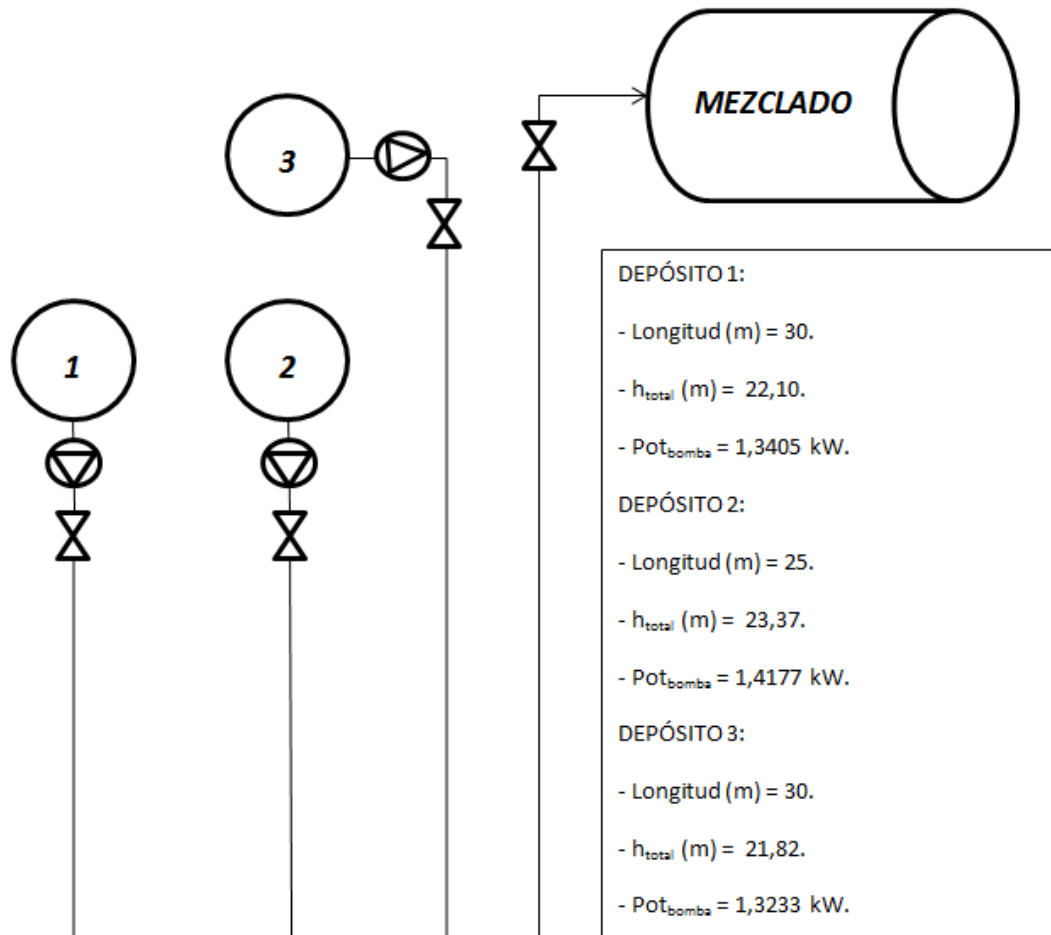 MEZCLADO
3
1
2
DEPÓSITO 1:
- Longitud (m) = 30.
- htotal (m) = 22,10.
- Potbomba = 1,3405 kW.
DEPÓSITO 2:
- Longitud (m) = 25.
- htotal (m) = 23,37.
- Potbomba = 1,4177 kW.
DEPÓSITO 3:
- Longitud (m) = 30.
- htotal (m) = 21,82.
- Potbomba = 1,3233 kW.